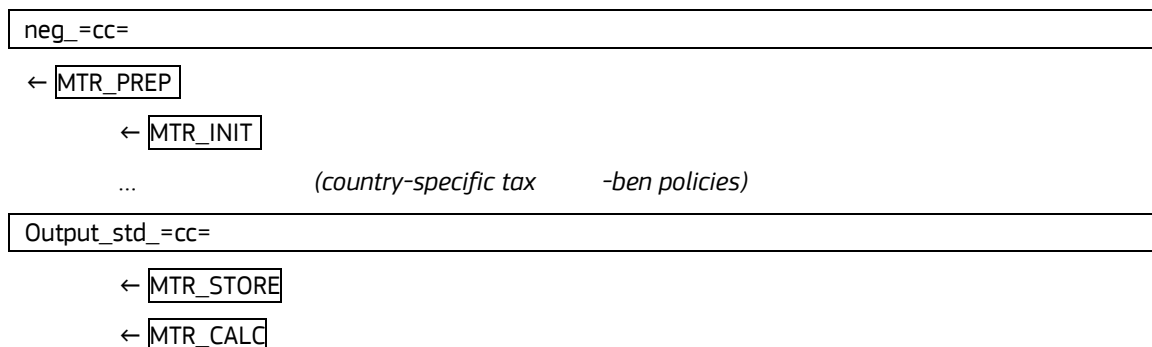 neg_=cc=
← MTR_PREP
← MTR_INIT
... (country-specific tax -ben policies)
Output_std_=cc=
← MTR_STORE
← MTR_CALC